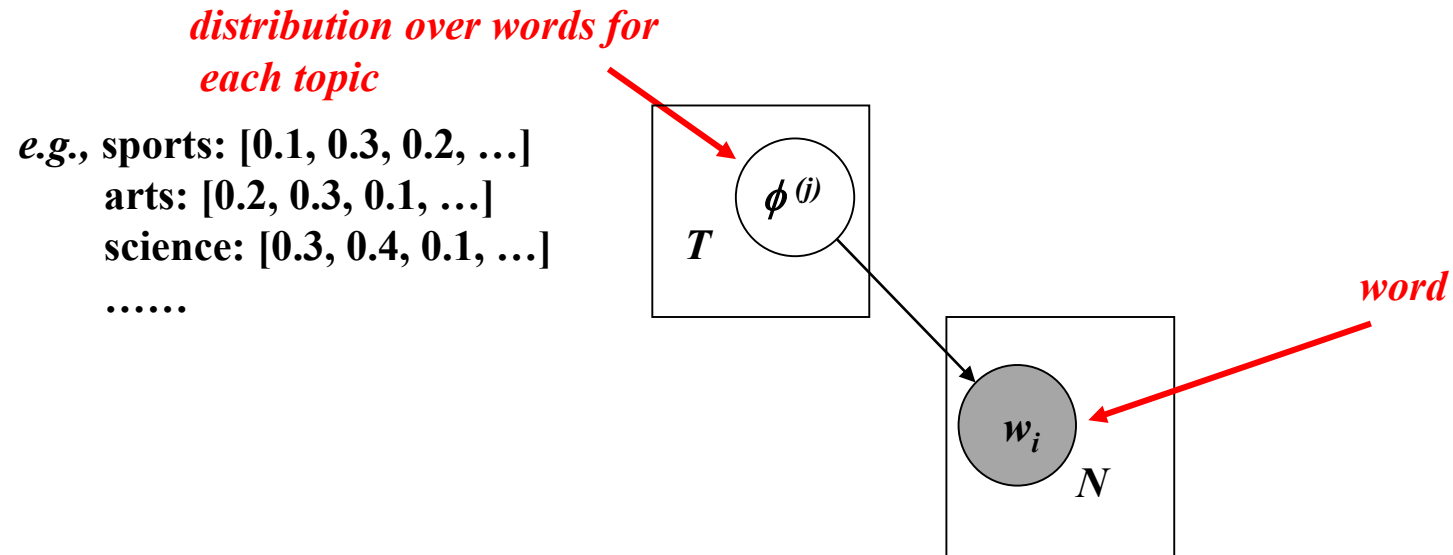 distribution over words for
each topic
e.g., sports: [0.1, 0.3, 0.2, …]
arts: [0.2, 0.3, 0.1, …]
science: [0.3, 0.4, 0.1, …]
……
ϕ (j)
T
word
w_i
N